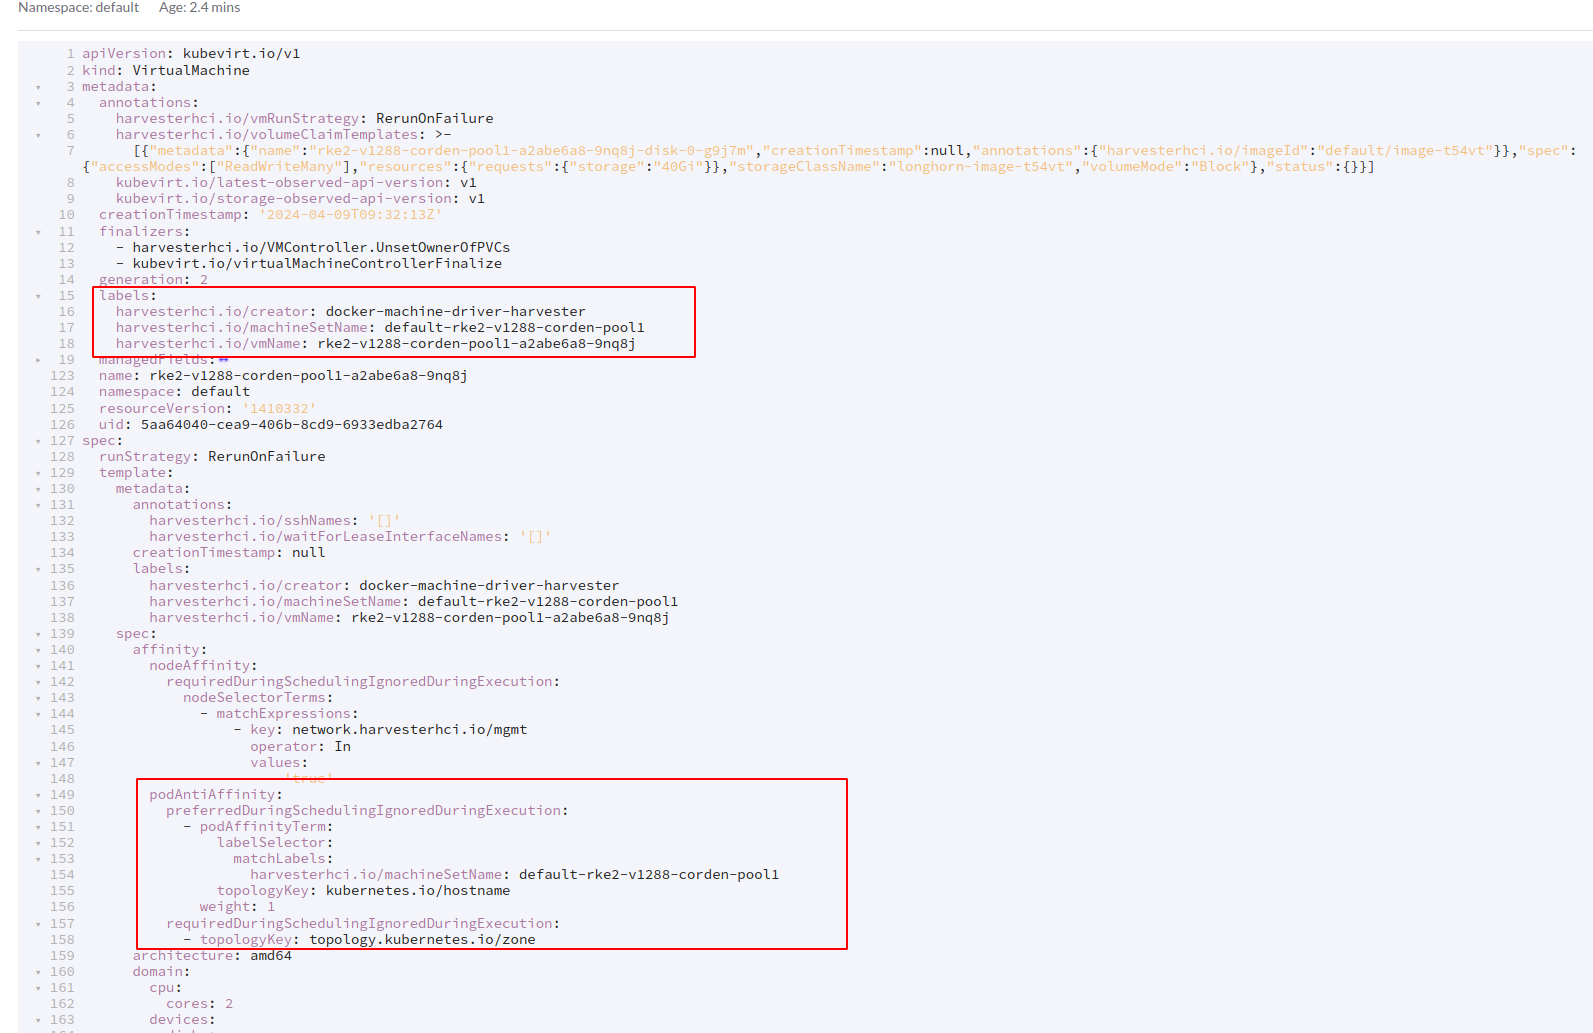 Namespace: default Age: 2.4 mins
1 apiVersion: kubevirt.io/v1
2 kind: VirtualMachine
3 metadata:
4 annotations:
5 harvesterhci.io/vmRunStrategy: RerunOnFailure
6 harvesterhci.io/volumeClaimTemplates: >-
7 [{"metadata":{"name":"rke2-v1288-corden-pool1-a2abe6a8-9nq8j-disk-0-g9j7m","creationTimestamp":null,"annotations":{"harvesterhci.io/imageId":"default/image-t54vt"}},"spec":
{"accessModes":["ReadWriteMany"],"resources":{"requests":{"storage":"40Gi"}},"storageClassName":"longhorn-image-t54vt","volumeMode":"Block"},"status":{}}]
8 kubevirt.io/latest-observed-api-version: v1
9 kubevirt.io/storage-observed-api-version: v1
10 creationTimestamp: '2024-04-09T09:32:13Z'
11 finalizers:
12 - harvesterhci.io/VMController.UnsetOwnerOfPVCs
13 - kubevirt.io/virtualMachineControllerFinalize
14 generation: 2
15 labels:
16 harvesterhci.io/creator: docker-machine-driver-harvester
17 harvesterhci.io/machineSetName: default-rke2-v1288-corden-pool1
18 harvesterhci.io/vmName: rke2-v1288-corden-pool1-a2abe6a8-9nq8j
19 managedFields:
123 name: rke2-v1288-corden-pool1-a2abe6a8-9nq8j
124 namespace: default
125 resourceVersion: '1410332'
126 uid: 5aa64040-cea9-406b-8cd9-6933edba2764
127 spec:
128 runStrategy: RerunOnFailure
129 template:
130 metadata:
131 annotations:
132 harvesterhci.io/sshNames: '[]'
133 harvesterhci.io/waitForLeaseInterfaceNames: '[]'
134 creationTimestamp: null
135 labels:
136 harvesterhci.io/creator: docker-machine-driver-harvester
137 harvesterhci.io/machineSetName: default-rke2-v1288-corden-pool1
138 harvesterhci.io/vmName: rke2-v1288-corden-pool1-a2abe6a8-9nq8j
139 spec:
140 affinity:
141 nodeAffinity:
142 requiredDuringSchedulingIgnoredDuringExecution:
143 nodeSelectorTerms:
144 - matchExpressions:
145 - key: network.harvesterhci.io/mgmt
146 operator: In
147 values:
148 'true'
149 podAntiAffinity:
150 preferredDuringSchedulingIgnoredDuringExecution:
151 - podAffinityTerm:
152 labelSelector:
153 matchLabels:
154 harvesterhci.io/machineSetName: default-rke2-v1288-corden-pool1
155 topologyKey: kubernetes.io/hostname
156 weight: 1
157 requiredDuringSchedulingIgnoredDuringExecution:
158 - topologyKey: topology.kubernetes.io/zone
159 architecture: amd64
160 domain:
161 cpu:
162 cores: 2
163 devices: